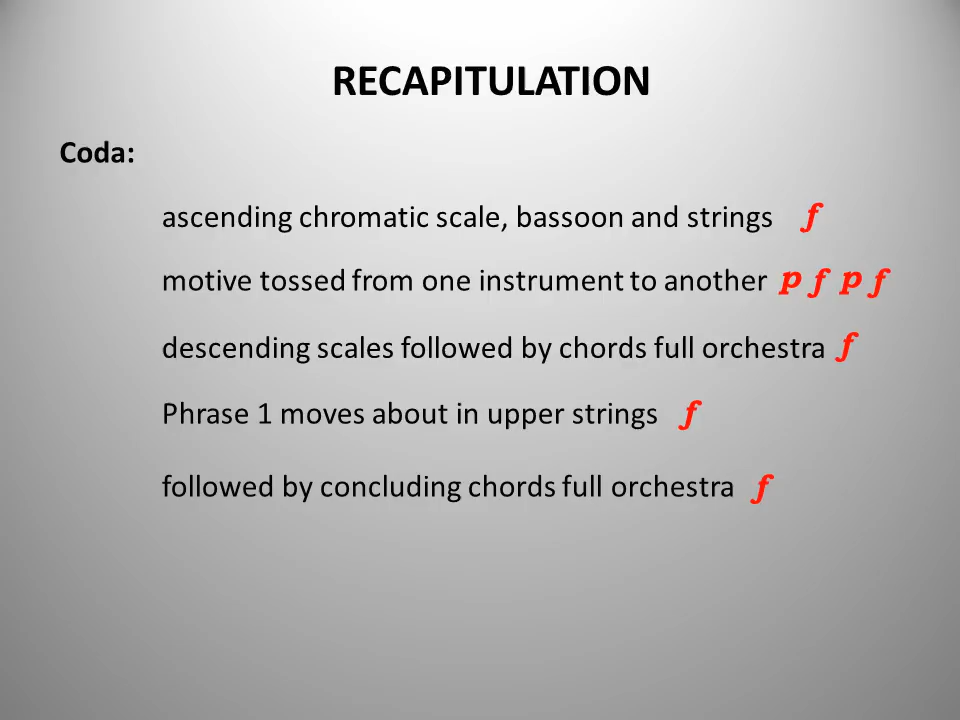 RECAPITULATION
Coda:
ascending chromatic scale, bassoon and strings f
motive tossed from one instrument to another p f p f
descending scales followed by chords full orchestra f
Phrase 1 moves about in upper strings f
followed by concluding chords full orchestra f